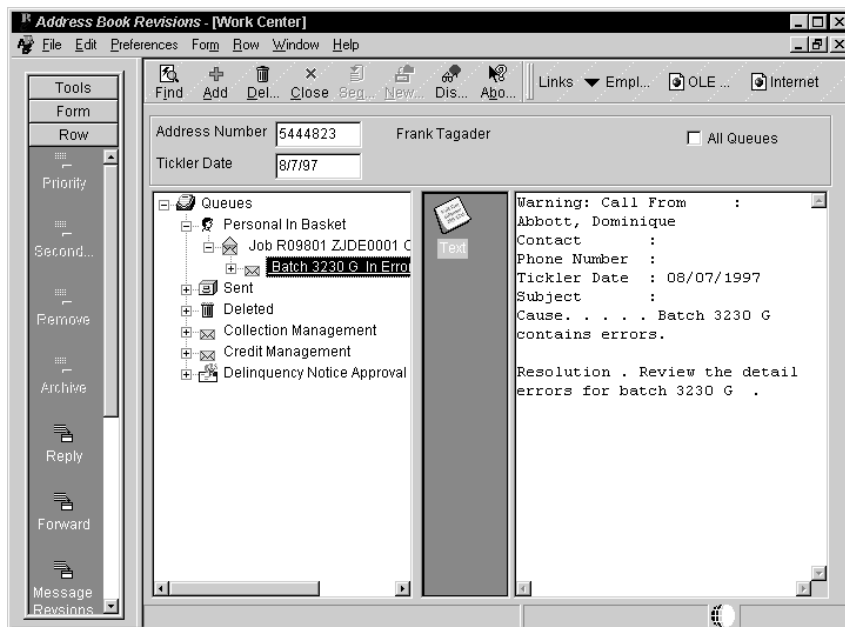 Address Book Revisions - [Work Center]
File Edit Preferences Form Row Window Help
Find Add Del... Close Seq... New... Dis... Abo... Links Empl... OLE ... Internet
Tools
Form
Row
Priority
Second...
Remove
Archive
Reply
Forward
Message
Revsions
Address Number 5444823 Frank Tagader All Queues
Tickler Date 8/7/97
Queues
Personal In Basket
Job R09801 ZJDE0001 C
Batch 3230 G In Erro
Sent
Deleted
Collection Management
Credit Management
Delinquency Notice Approval
Text
Warning: Call From :
Abbott, Dominique
Contact :
Phone Number :
Tickler Date : 08/07/1997
Subject :
Cause. . . . . Batch 3230 G
contains errors.
Resolution . Review the detail
errors for batch 3230 G .